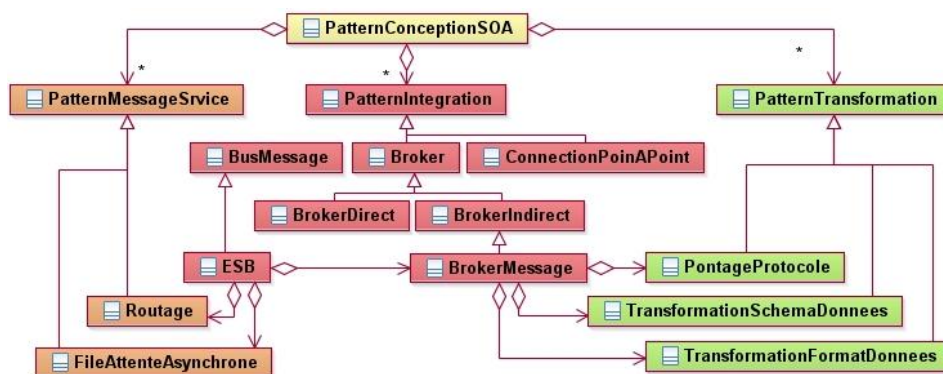 PatternConceptionSOA
*
*
*
PatternMessageSrvice
PatternIntegration
PatternTransformation
BusMessage
Broker
ConnectionPoinAPoint
BrokerDirect
BrokerIndirect
ESB
BrokerMessage
PontageProtocole
Routage
TransformationSchemaDonnees
FileAttenteAsynchrone
TransformationFormatDonnees